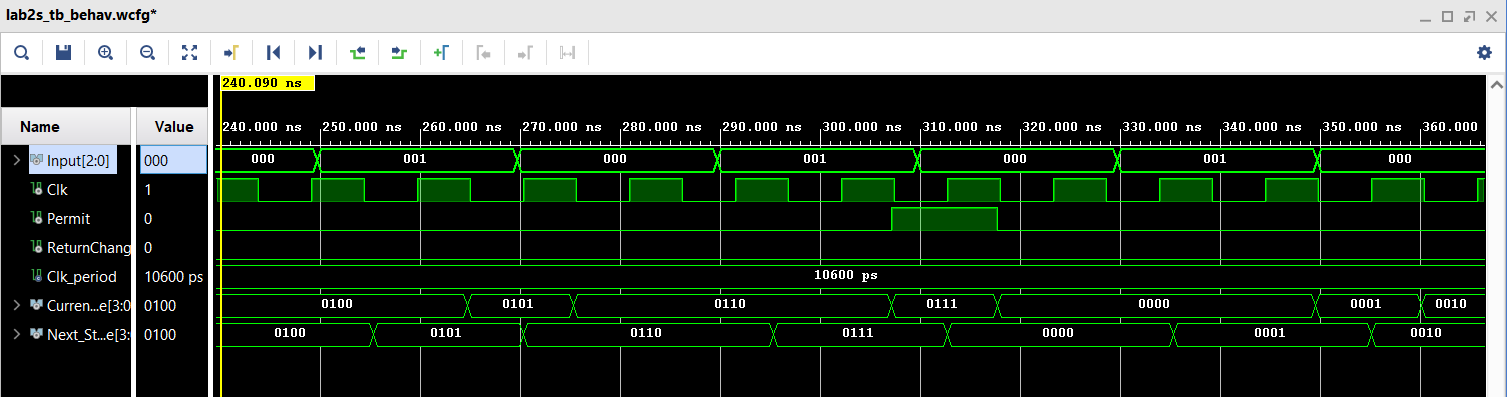 lab2s_tb_behav.wcfg*
240.090 ns
Name Value
240.000 ns 250.000 ns 260.000 ns 270.000 ns 280.000 ns 290.000 ns 300.000 ns 310.000 ns 320.000 ns 330.000 ns 340.000 ns 350.000 ns 360.000
Input[2:0] 000 000 001 000 001 000 001 000
Clk 1
Permit 0
ReturnChang 0
Clk_period 10600 ps 10600 ps
Curren...e[3:0 0100 0100 0101 0110 0111 0000 0001 0010
Next_St...e[3: 0100 0100 0101 0110 0111 0000 0001 0010